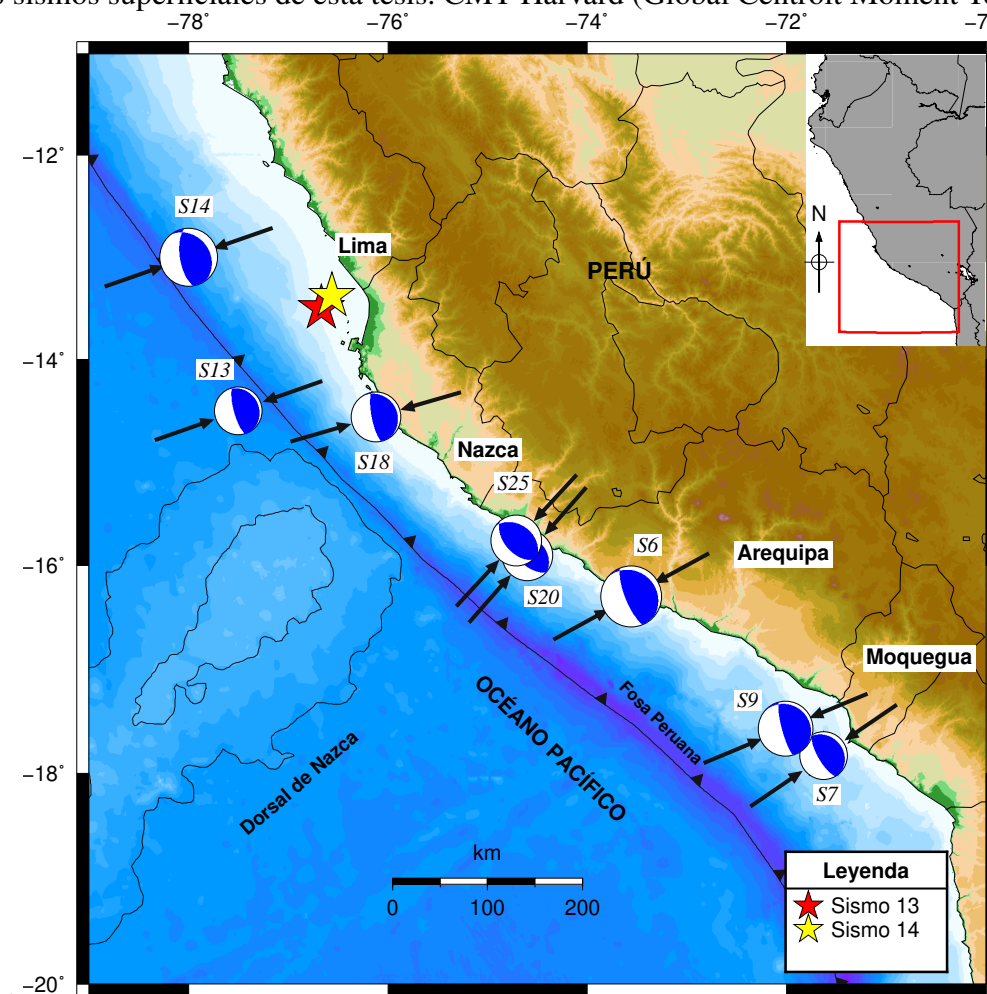 sismos superficiales de esta tesis. CMT Harvard (Global Centroit Moment
−78 −76 −74 −72
−12°
N
S14
Lima
PERÚ
−14°
S13
S18
Nazca
S25
−16°
S6
Arequipa
S20
Moquegua
OCÉANO PACÍFICO
Fosa Peruana
S9
−18°
Dorsal de Nazca
S7
km
0 100 200
Leyenda
Sismo 13
Sismo 14
−20°